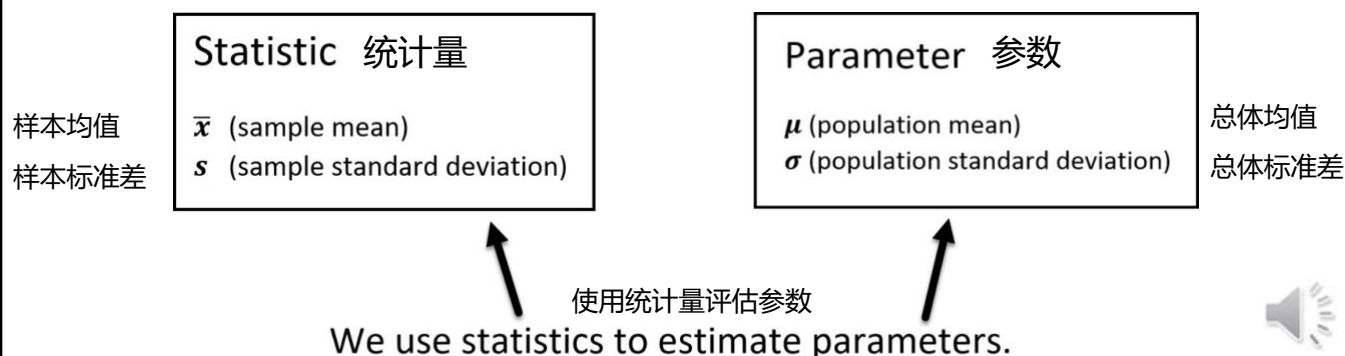 Statistic 统计量
样本均值 x̄ (sample mean)
样本标准差 s (sample standard deviation)
Parameter 参数
μ (population mean) 总体均值
σ (population standard deviation) 总体标准差
使用统计量评估参数
We use statistics to estimate parameters.